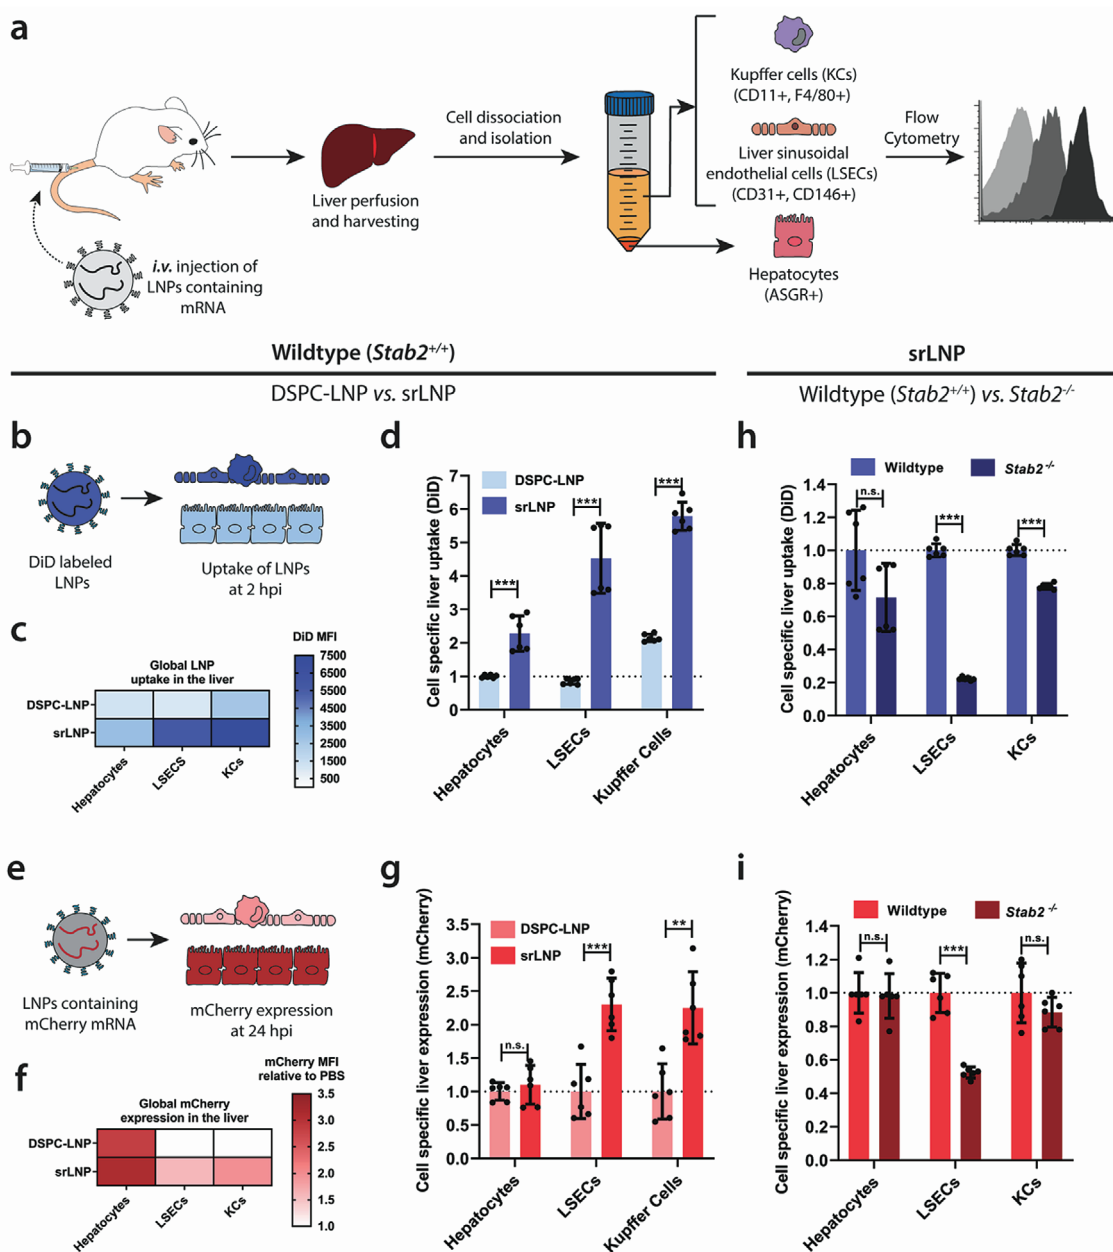 a
Kupffer cells (KCs)
(CD11+, F4/80+)
Cell dissociation
and isolation
Flow
Cytometry
Liver sinusoidal
endothelial cells (LSECs)
(CD31+, CD146+)
Liver perfusion
and harvesting
i.v. injection of
LNPs containing
mRNA
Hepatocytes
(ASGR+)
Wildtype (Stab2+/+)
DSPC-LNP vs. srLNP
srLNP
Wildtype (Stab2+/+) vs. Stab2-/-
b
DiD labeled
LNPs
Uptake of LNPs
at 2 hpi
c
Global LNP
uptake in the liver
DSPC-LNP
srLNP
Hepatocytes
LSECS
KCs
DiD MFI
7500
6500
5500
4500
3500
2500
1500
500
d
DSPC-LNP
srLNP
Cell specific liver uptake (DiD)
7
6
5
4
3
2
1
0
***
***
***
Hepatocytes
LSECs
Kupffer Cells
h
Wildtype
Stab2-/-
Cell specific liver uptake (DiD)
1.4
1.2
1.0
0.8
0.6
0.4
0.2
0.0
n.s.
***
***
Hepatocytes
LSECs
KCs
e
LNPs containing
mCherry mRNA
mCherry expression
at 24 hpi
f
Global mCherry
expression in the liver
DSPC-LNP
srLNP
Hepatocytes
LSECs
KCs
mCherry MFI
relative to PBS
3.5
3.0
2.5
2.0
1.5
1.0
g
DSPC-LNP
srLNP
Cell specific liver expression (mCherry)
3.5
3.0
2.5
2.0
1.5
1.0
0.5
0.0
n.s.
***
**
Hepatocytes
LSECs
Kupffer Cells
i
Wildtype
Stab2-/-
Cell specific liver expression (mCherry)
1.4
1.2
1.0
0.8
0.6
0.4
0.2
0.0
n.s.
***
n.s.
Hepatocytes
LSECs
KCs